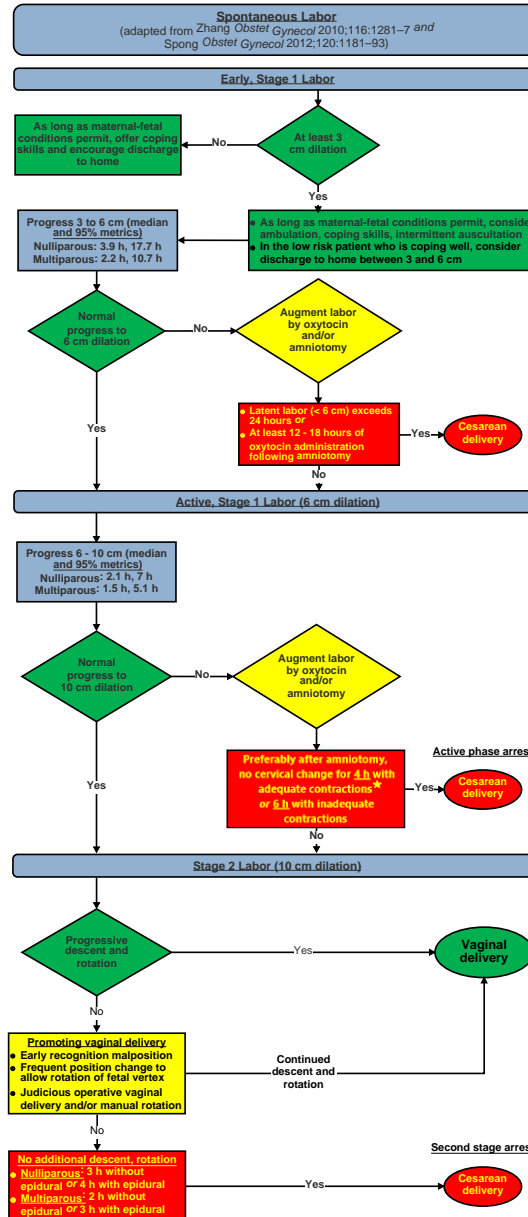 Spontaneous Labor
(adapted from Zhang Obstet Gynecol 2010;116:1281–7 and
Spong Obstet Gynecol 2012;120:1181–93)
Early, Stage 1 Labor
As long as maternal-fetal
conditions permit, offer coping
skills and encourage discharge
to home
No
At least 3
cm dilation
Yes
Progress 3 to 6 cm (median
and 95% metrics)
Nulliparous: 3.9 h, 17.7 h
Multiparous: 2.2 h, 10.7 h
● As long as maternal-fetal conditions permit, conside
ambulation, coping skills, intermittent auscultation
● In the low risk patient who is coping well, consider
discharge to home between 3 and 6 cm
Normal
progress to
6 cm dilation
No
Augment labor
by oxytocin
and/or
amniotomy
Yes
● Latent labor (< 6 cm) exceeds
24 hours or
● At least 12 - 18 hours of
oxytocin administration
following amniotomy
Yes
Cesarean
delivery
No
Active, Stage 1 Labor (6 cm dilation)
Progress 6 - 10 cm (median
and 95% metrics)
Nulliparous: 2.1 h, 7 h
Multiparous: 1.5 h, 5.1 h
Normal
progress to
10 cm dilation
No
Augment labor
by oxytocin
and/or
amniotomy
Yes
Preferably after amniotomy,
no cervical change for 4 h with
adequate contractions★
or 6 h with inadequate
contractions
Active phase arres
Yes
Cesarean
delivery
No
Stage 2 Labor (10 cm dilation)
Progressive
descent and
rotation
Yes
Vaginal
delivery
No
Promoting vaginal delivery
● Early recognition malposition
● Frequent position change to
allow rotation of fetal vertex
● Judicious operative vaginal
delivery and/or manual rotation
Continued
descent and
rotation
No
No additional descent, rotation
● Nulliparous: 3 h without
epidural or 4 h with epidural
● Multiparous: 2 h without
epidural or 3 h with epidural
Second stage arres
Yes
Cesarean
delivery